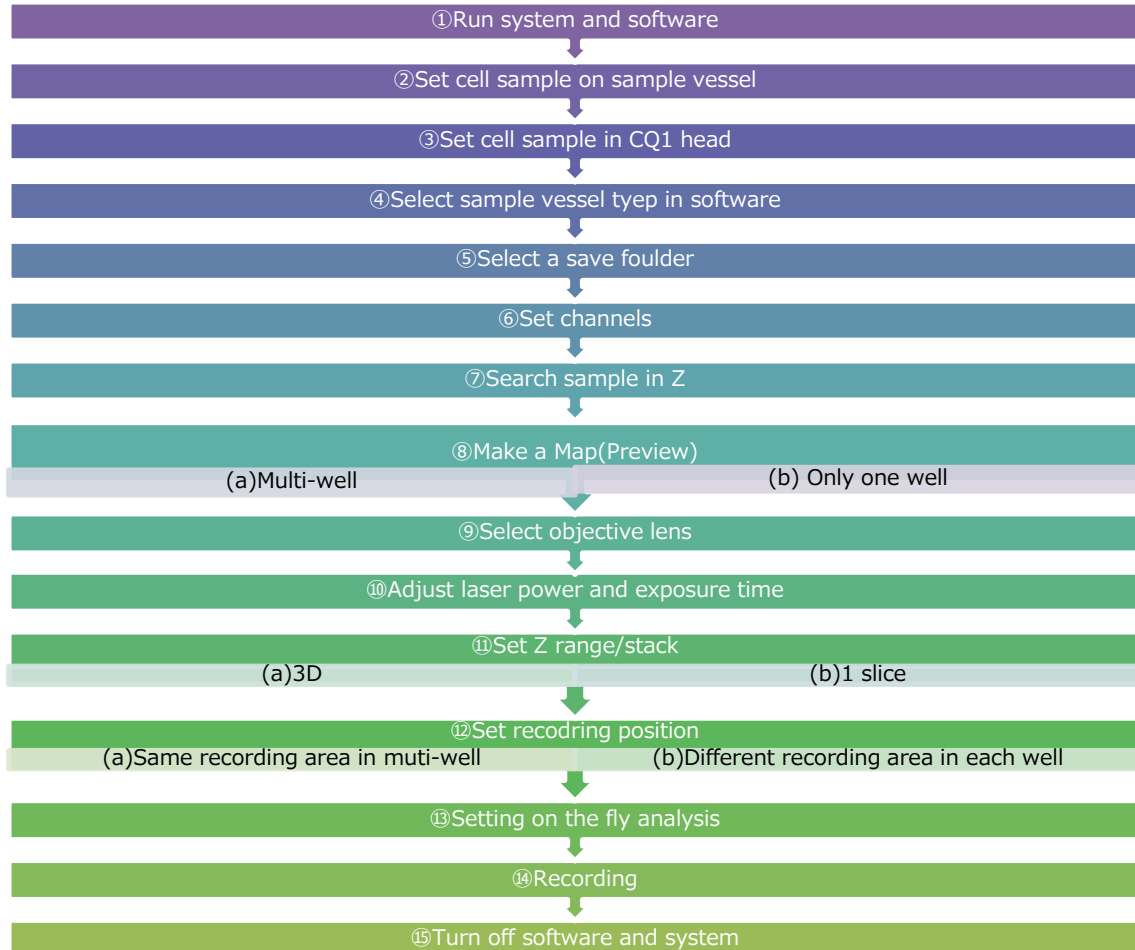 ①Run system and software
②Set cell sample on sample vessel
③Set cell sample in CQ1 head
④Select sample vessel tyep in software
⑤Select a save foulder
⑥Set channels
⑦Search sample in Z
⑧Make a Map(Preview)
(a)Multi-well
(b) Only one well
⑨Select objective lens
⑩Adjust laser power and exposure time
⑪Set Z range/stack
(a)3D
(b)1 slice
⑫Set recodring position
(a)Same recording area in muti-well
(b)Different recording area in each well
⑬Setting on the fly analysis
⑭Recording
⑮Turn off software and system